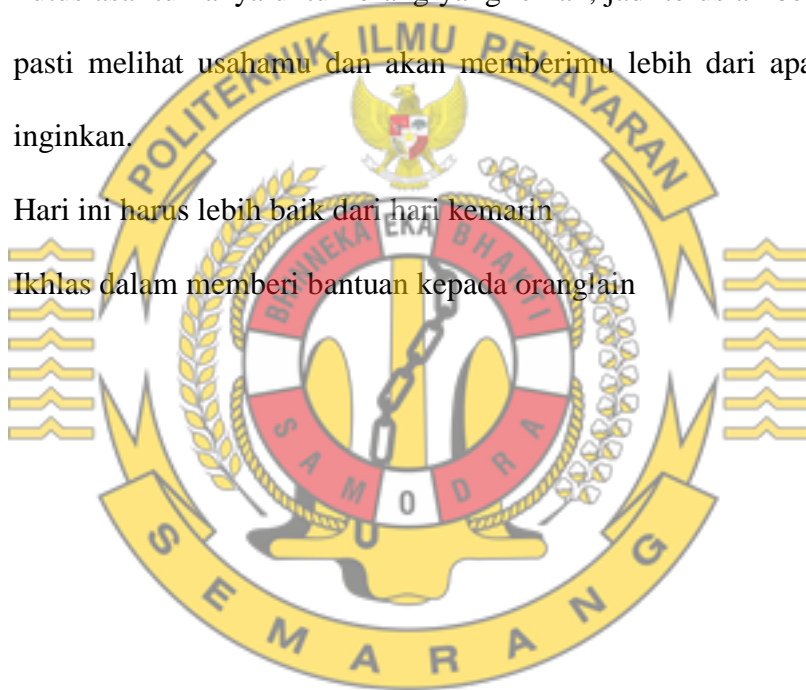 pasti melihat usahamu dan akan memberimu lebih dari apa
inginkan.
Hari ini harus lebih baik dari hari kemarin
Ikhlas dalam memberi bantuan kepada oranglain
POLITEKNIK ILMU PELAYARAN
BHINNEKA EKA BHAKTI
SAMODRA
SEMARANG